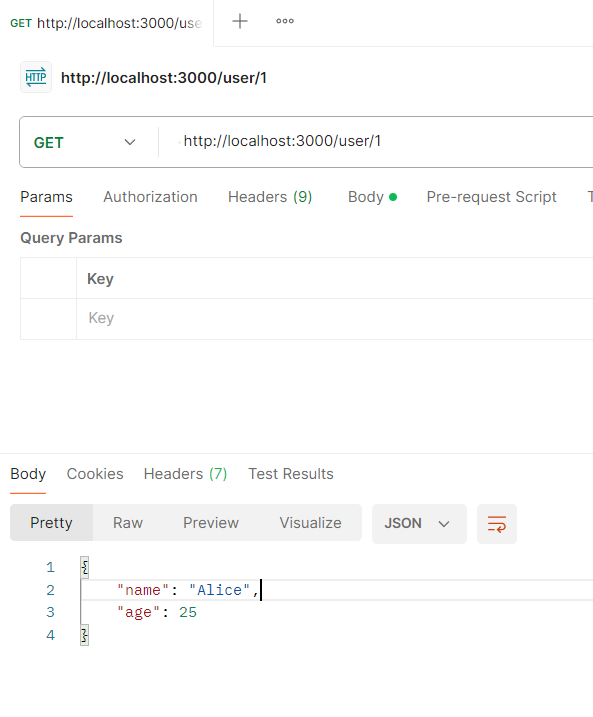 GET http://localhost:3000/use
HTTP http://localhost:3000/user/1
GET http://localhost:3000/user/1
Params Authorization Headers (9) Body Pre-request Script T
Query Params
Key
Key
Body Cookies Headers (7) Test Results
Pretty Raw Preview Visualize JSON
1 {
2 "name": "Alice",
3 "age": 25
4 }